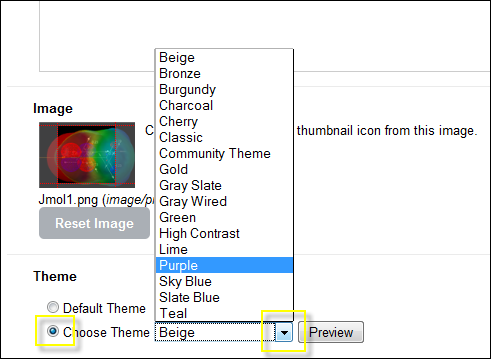 Beige
Bronze
Burgundy
Charcoal
Image
Cherry
C
Classic
thumbnail icon from this image.
Community Theme
Gold
Gray Slate
Jmol1.png (image/p
Gray Wired
Green
Reset Image
High Contrast
Lime
Theme
Purple
Sky Blue
Slate Blue
Default Theme
Teal
Choose Theme Beige Preview